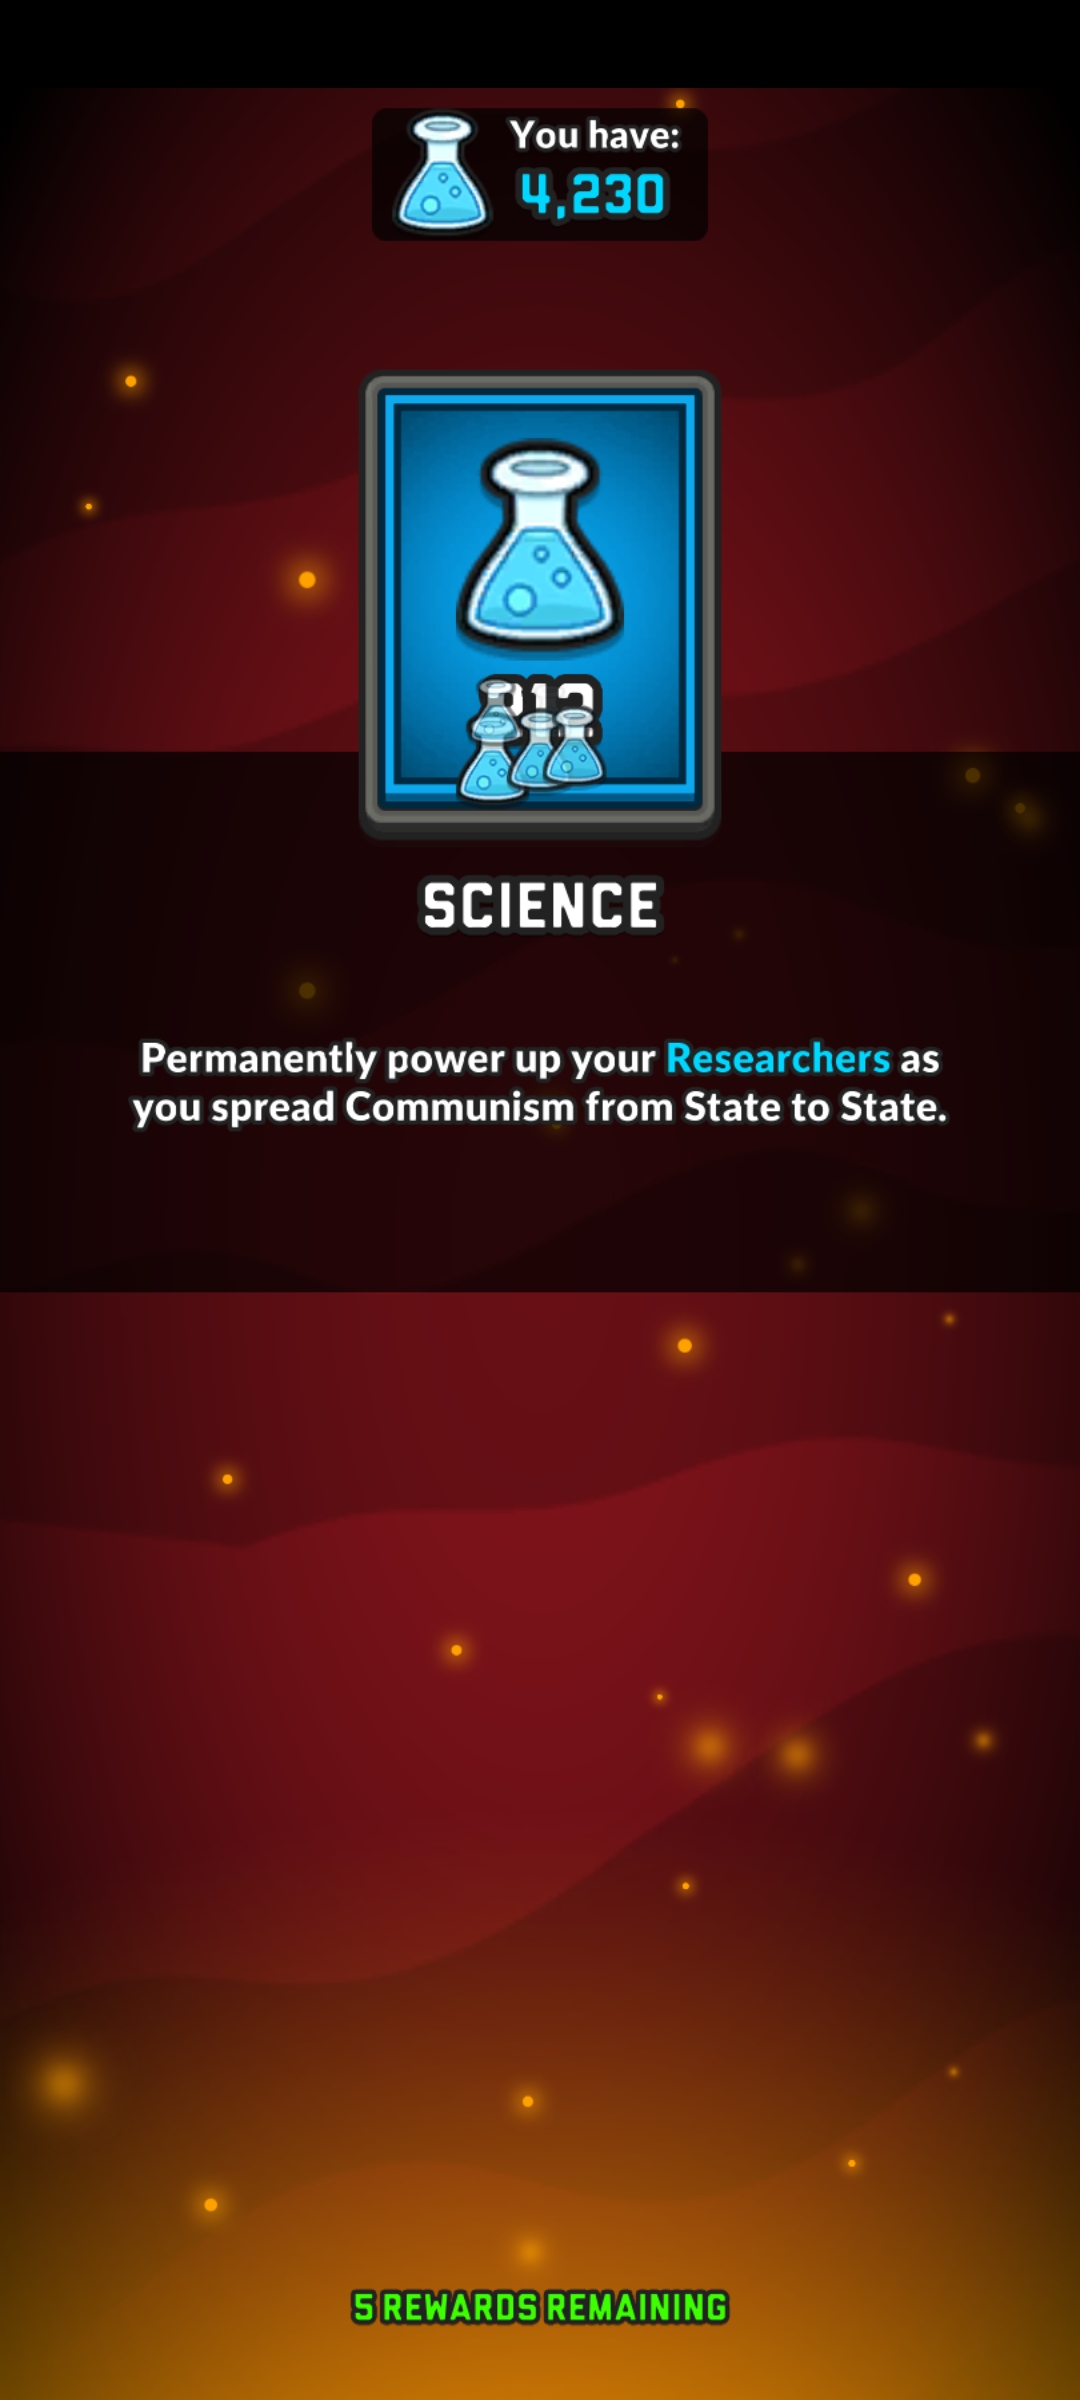 You have:
4,230
SCIENCE
Permanently power up your Researchers as
you spread Communism from State to State.
5 REWARDS REMAINING